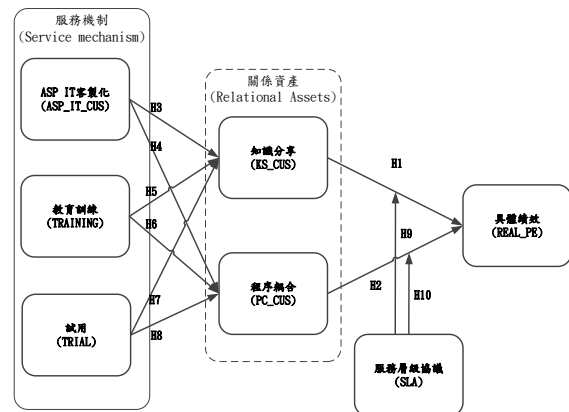 服務機制
(Service mechanism)
ASP IT客製化
(ASP_IT_CUS)
教育訓練
(TRAINING)
試用
(TRIAL)
H3
H4
H5
H6
H7
H8
關係資產
(Relational Assets)
知識分享
(KS_CUS)
程序耦合
(PC_CUS)
H1
H9
H2
H10
具體績效
(REAL_PE)
服務層級協議
(SLA)